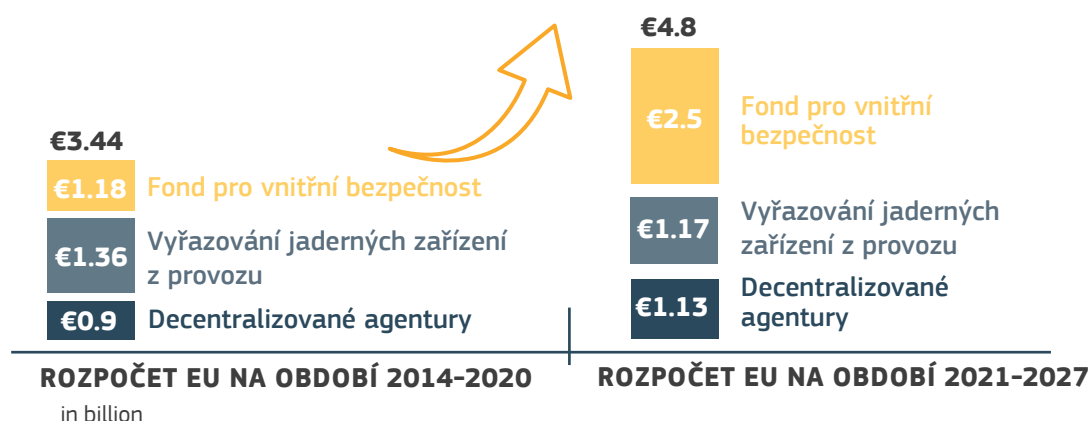 €3.44
€1.18 Fond pro vnitřní bezpečnost
€1.36
Vyřazování jaderných zařízení
z provozu
€0.9 Decentralizované agentury
ROZPOČET EU NA OBDOBÍ 2014–2020
in billion
€4.8
€2.5
Fond pro vnitřní
bezpečnost
€1.17
Vyřazování jaderných
zařízení z provozu
€1.13
Decentralizované
agentury
ROZPOČET EU NA OBDOBÍ 2021–2027